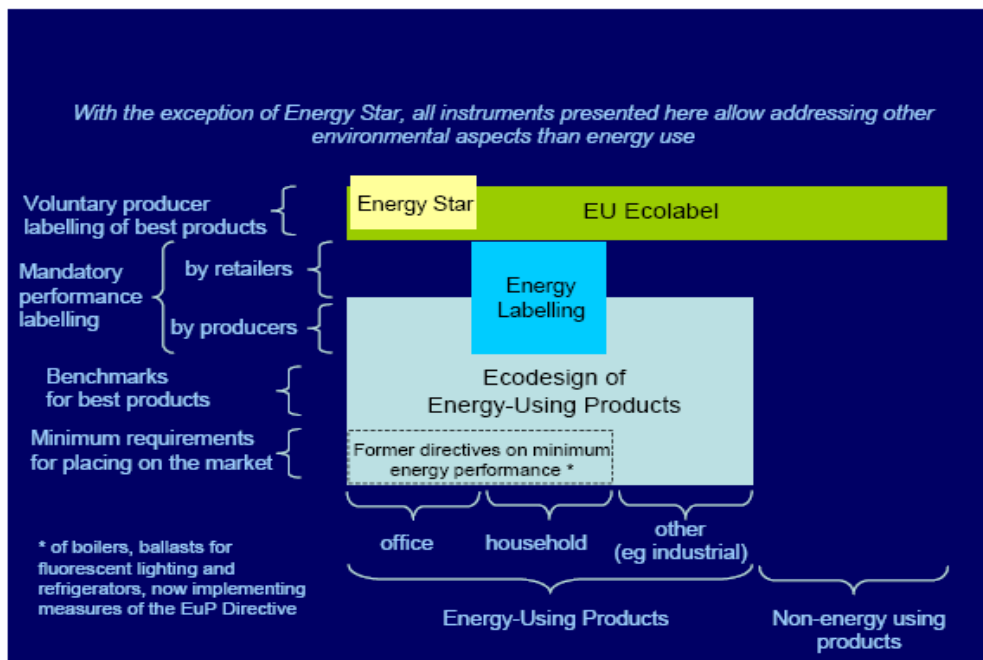 With the exception of Energy Star, all instruments presented here allow addressing other
environmental aspects than energy use
Voluntary producer
labelling of best products
Energy Star
EU Ecolabel
Mandatory
performance
labelling
by retailers
by producers
Energy
Labelling
Benchmarks
for best products
Ecodesign of
Energy-Using Products
Minimum requirements
for placing on the market
Former directives on minimum
energy performance *
office
household
other
(eg industrial)
* of boilers, ballasts for
fluorescent lighting and
refrigerators, now implementing
measures of the EuP Directive
Energy-Using Products
Non-energy using
products